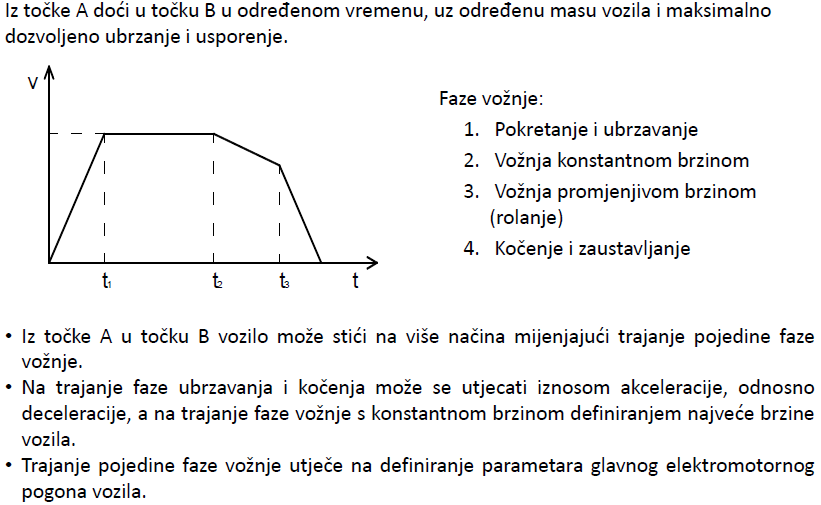 Iz točke A doći u točku B u određenom vremenu, uz određenu masu vozila i maksimalno
dozvoljeno ubrzanje i usporenje.
V
t₁
t₂
t₃
t
Faze vožnje:
1. Pokretanje i ubrzavanje
2. Vožnja konstantnom brzinom
3. Vožnja promjenjivom brzinom
(rolanje)
4. Kočenje i zaustavljanje
• Iz točke A u točku B vozilo može stići na više načina mijenjajući trajanje pojedine faze
vožnje.
• Na trajanje faze ubrzavanja i kočenja može se utjecati iznosom akceleracije, odnosno
deceleracije, a na trajanje faze vožnje s konstantnom brzinom definiranjem najveće brzine
vozila.
• Trajanje pojedine faze vožnje utječe na definiranje parametara glavnog elektromotornog
pogona vozila.